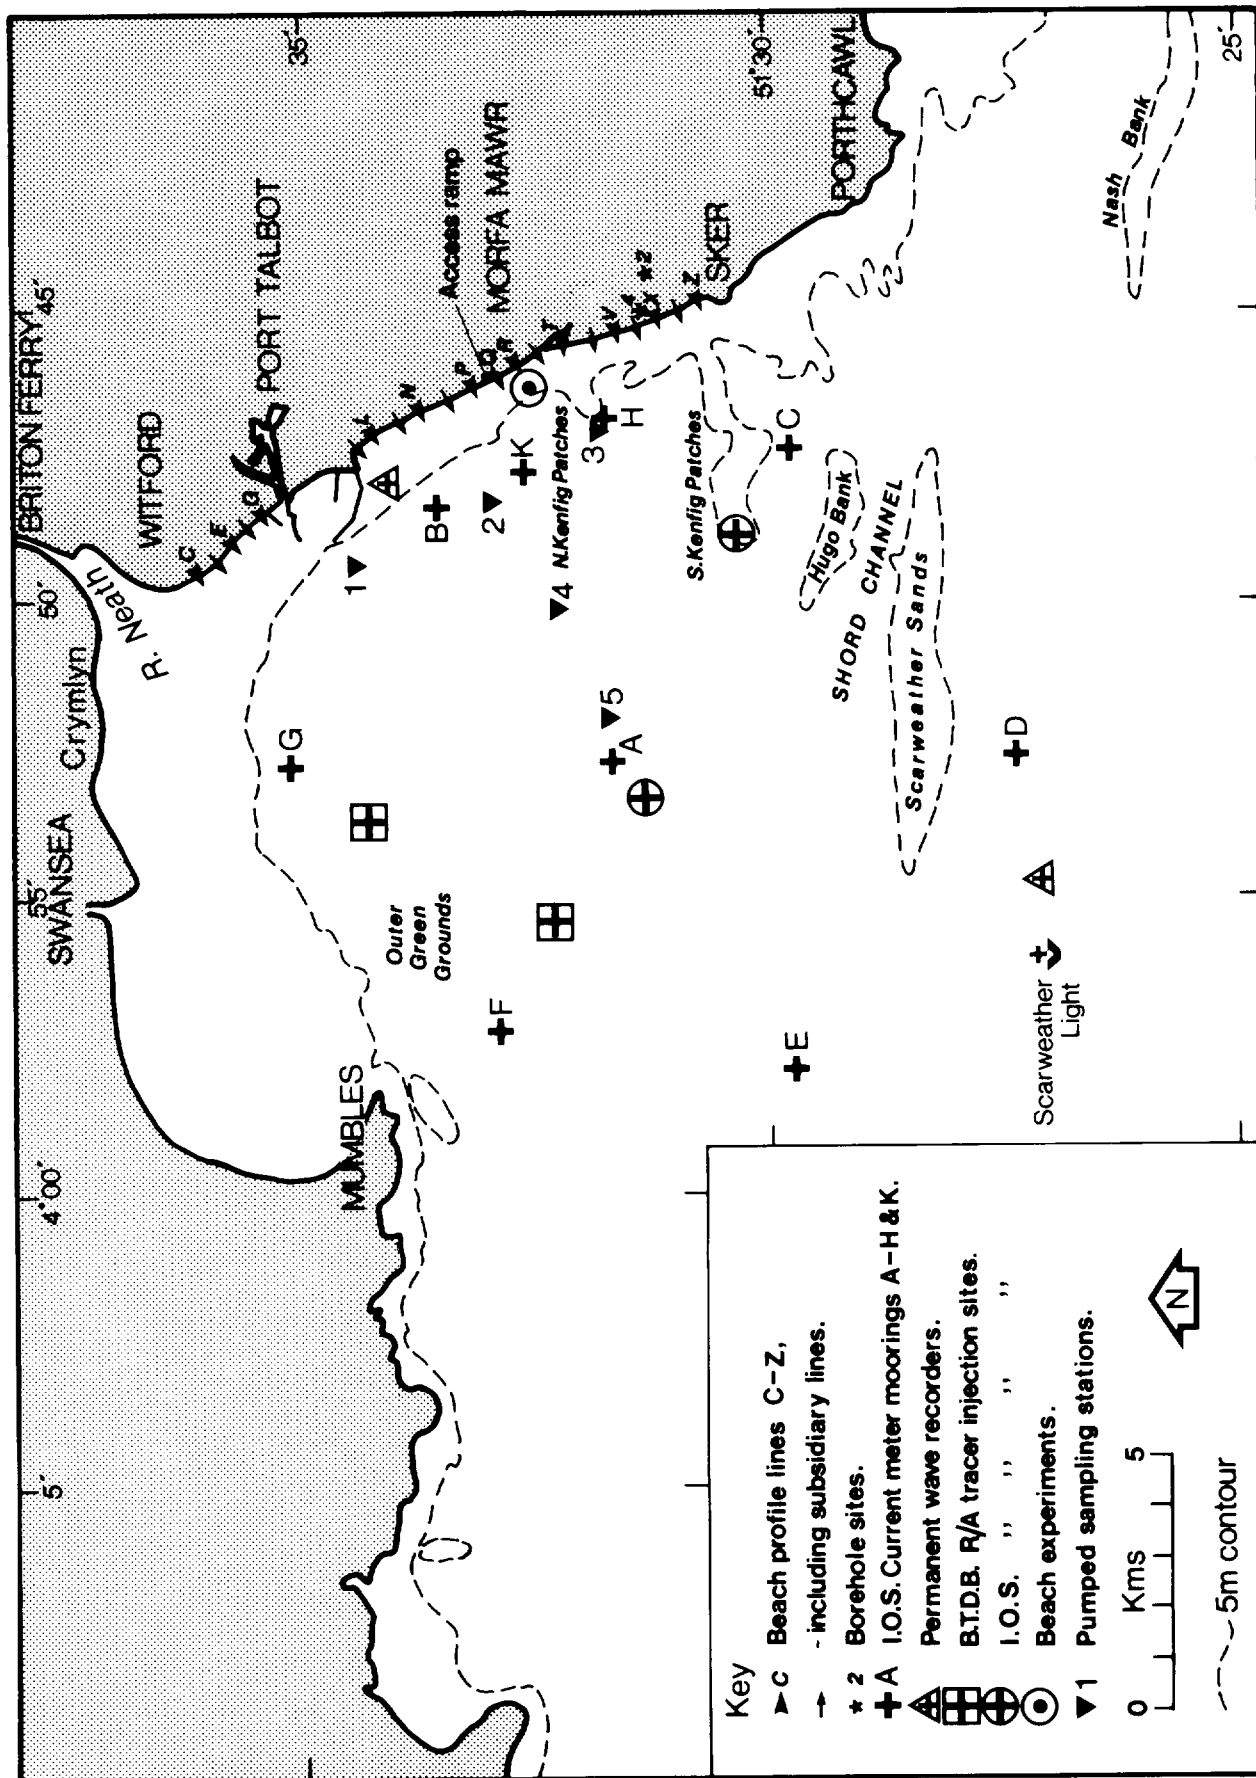 BRITON FERRY
45′
50′
55′
4°00′
5′
35′
51°30′
25′
SWANSEA
Crymlyn
R. Neath
WITFORD
PORT TALBOT
Access ramp
MORFA MAWR
SKER
PORTHCAWL
MUMBLES
C
E
G
L
N
P
Q
R
T
V
W
X
Z
★2
1
2
3
4
5
A
B
C
D
E
F
G
H
K
Outer
Green
Grounds
N.Kenfig Patches
S.Kenfig Patches
Hugo Bank
SHORD CHANNEL
Scarweather Sands
Nash Bank
Scarweather
Light
Key
C Beach profile lines C-Z,
- including subsidiary lines.
★ 2 Borehole sites.
A I.O.S. Current meter moorings A-H & K.
Permanent wave recorders.
B.T.D.B. R/A tracer injection sites.
I.O.S. ,, ,, ,, ,,
Beach experiments.
1 Pumped sampling stations.
0 Kms 5
5m contour
N